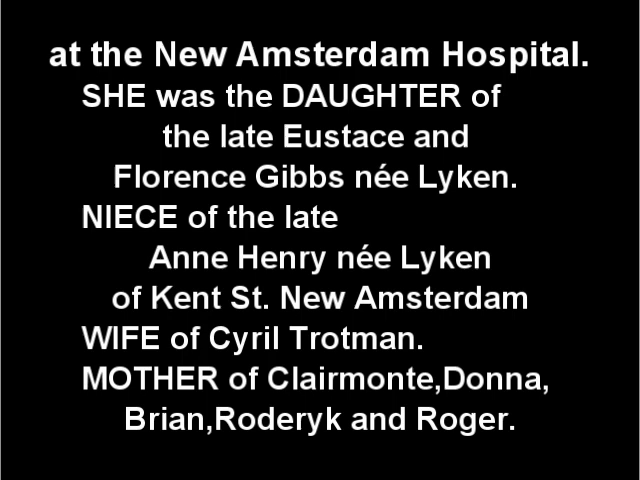 at the New Amsterdam Hospital.
SHE was the DAUGHTER of
the late Eustace and
Florence Gibbs née Lyken.
NIECE of the late
Anne Henry née Lyken
of Kent St. New Amsterdam
WIFE of Cyril Trotman.
MOTHER of Clairmonte,Donna,
Brian,Roderyk and Roger.